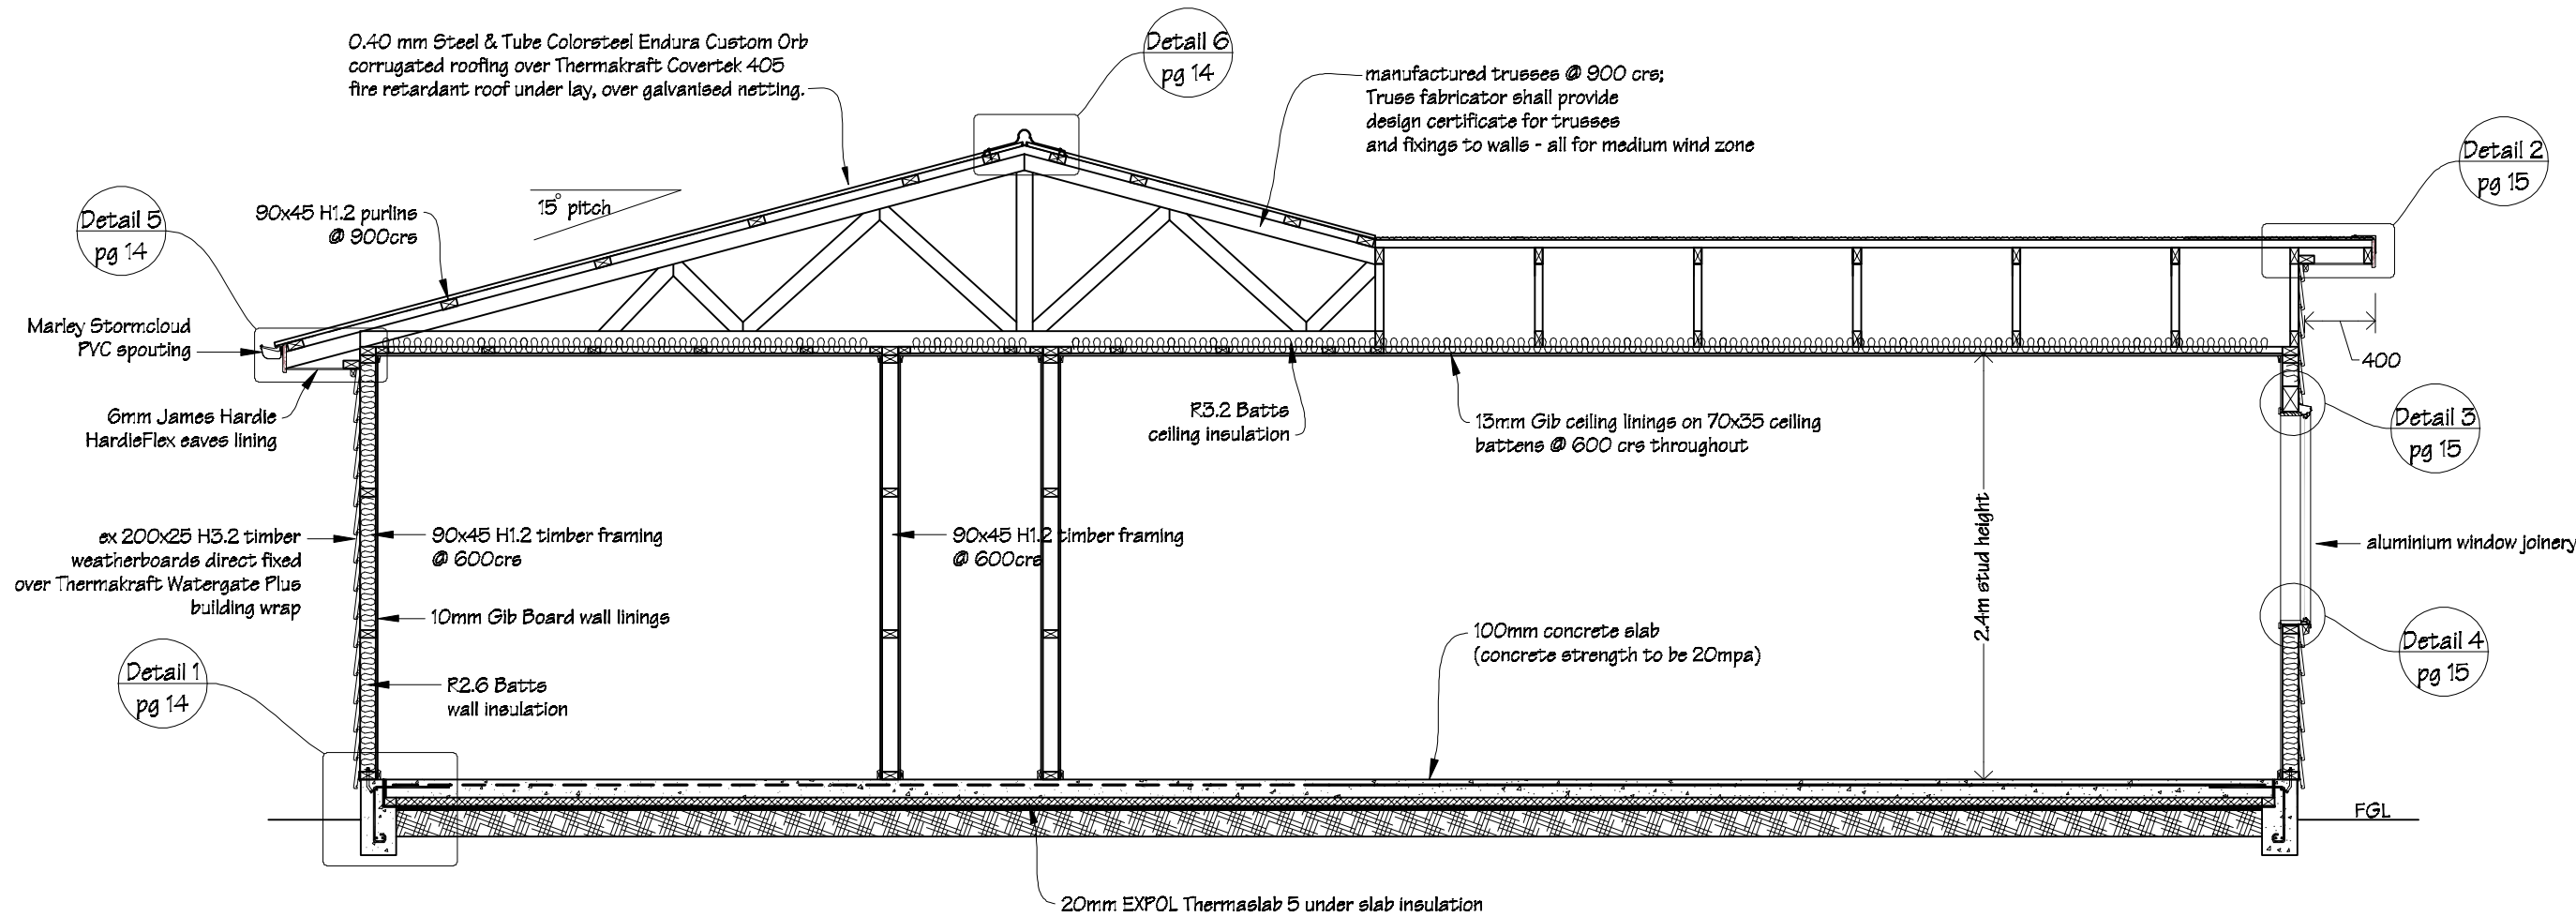 0.40 mm Steel & Tube Colorsteel Endura Custom Orb
corrugated roofing over Thermakraft Covertek 405
fire retardant roof under lay, over galvanised netting.
Detail 6
pg 14
manufactured trusses @ 900 crs;
Truss fabricator shall provide
design certificate for trusses
and fixings to walls - all for medium wind zone
Detail 2
pg 15
Detail 5
pg 14
90x45 H1.2 purlins
@ 900crs
15° pitch
Marley Stormcloud
PVC spouting
6mm James Hardie
HardieFlex eaves lining
400
R3.2 Batts
ceiling insulation
13mm Gib ceiling linings on 70x35 ceiling
battens @ 600 crs throughout
Detail 3
pg 15
ex 200x25 H3.2 timber
weatherboards direct fixed
over Thermakraft Watergate Plus
building wrap
90x45 H1.2 timber framing
@ 600crs
90x45 H1.2 timber framing
@ 600crs
2.4m stud height
aluminium window joinery
10mm Gib Board wall linings
100mm concrete slab
(concrete strength to be 20mpa)
Detail 1
pg 14
R2.6 Batts
wall insulation
Detail 4
pg 15
FGL
20mm EXPOL Thermaslab 5 under slab insulation